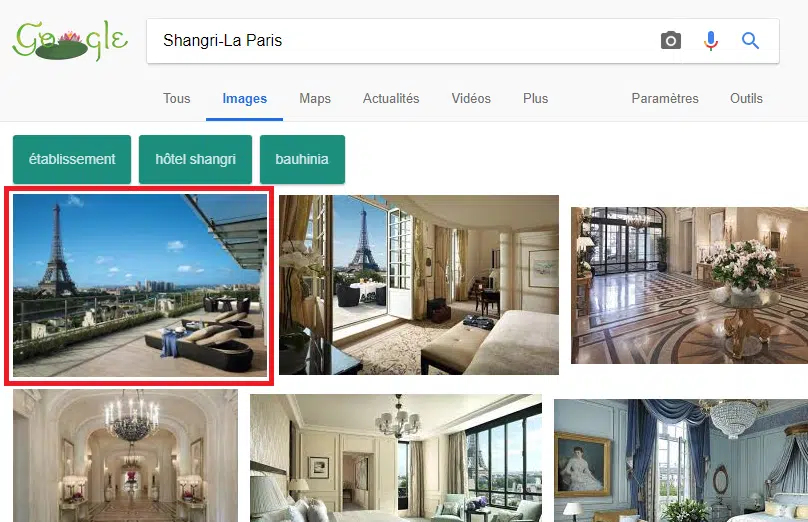 Google
Shangri-La Paris
Tous Images Maps Actualités Vidéos Plus Paramètres Outils
établissement hôtel shangri bauhinia